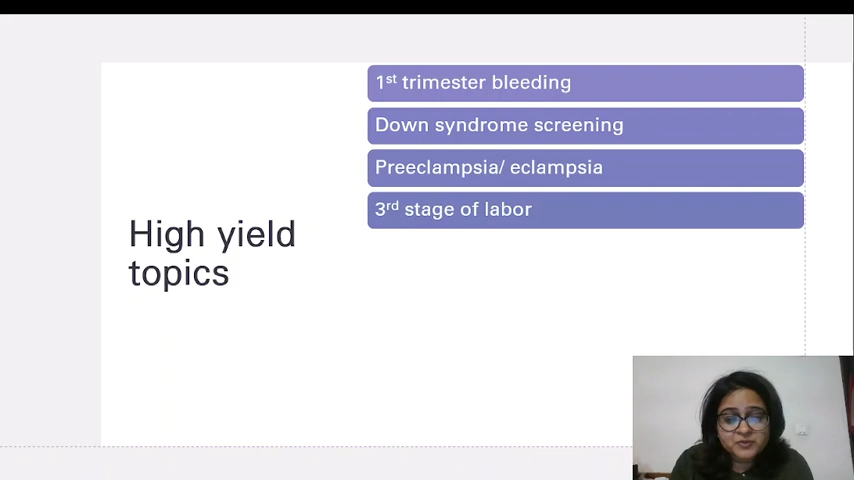 1st trimester bleeding
Down syndrome screening
Preeclampsia/ eclampsia
3rd stage of labor
High yield
topics